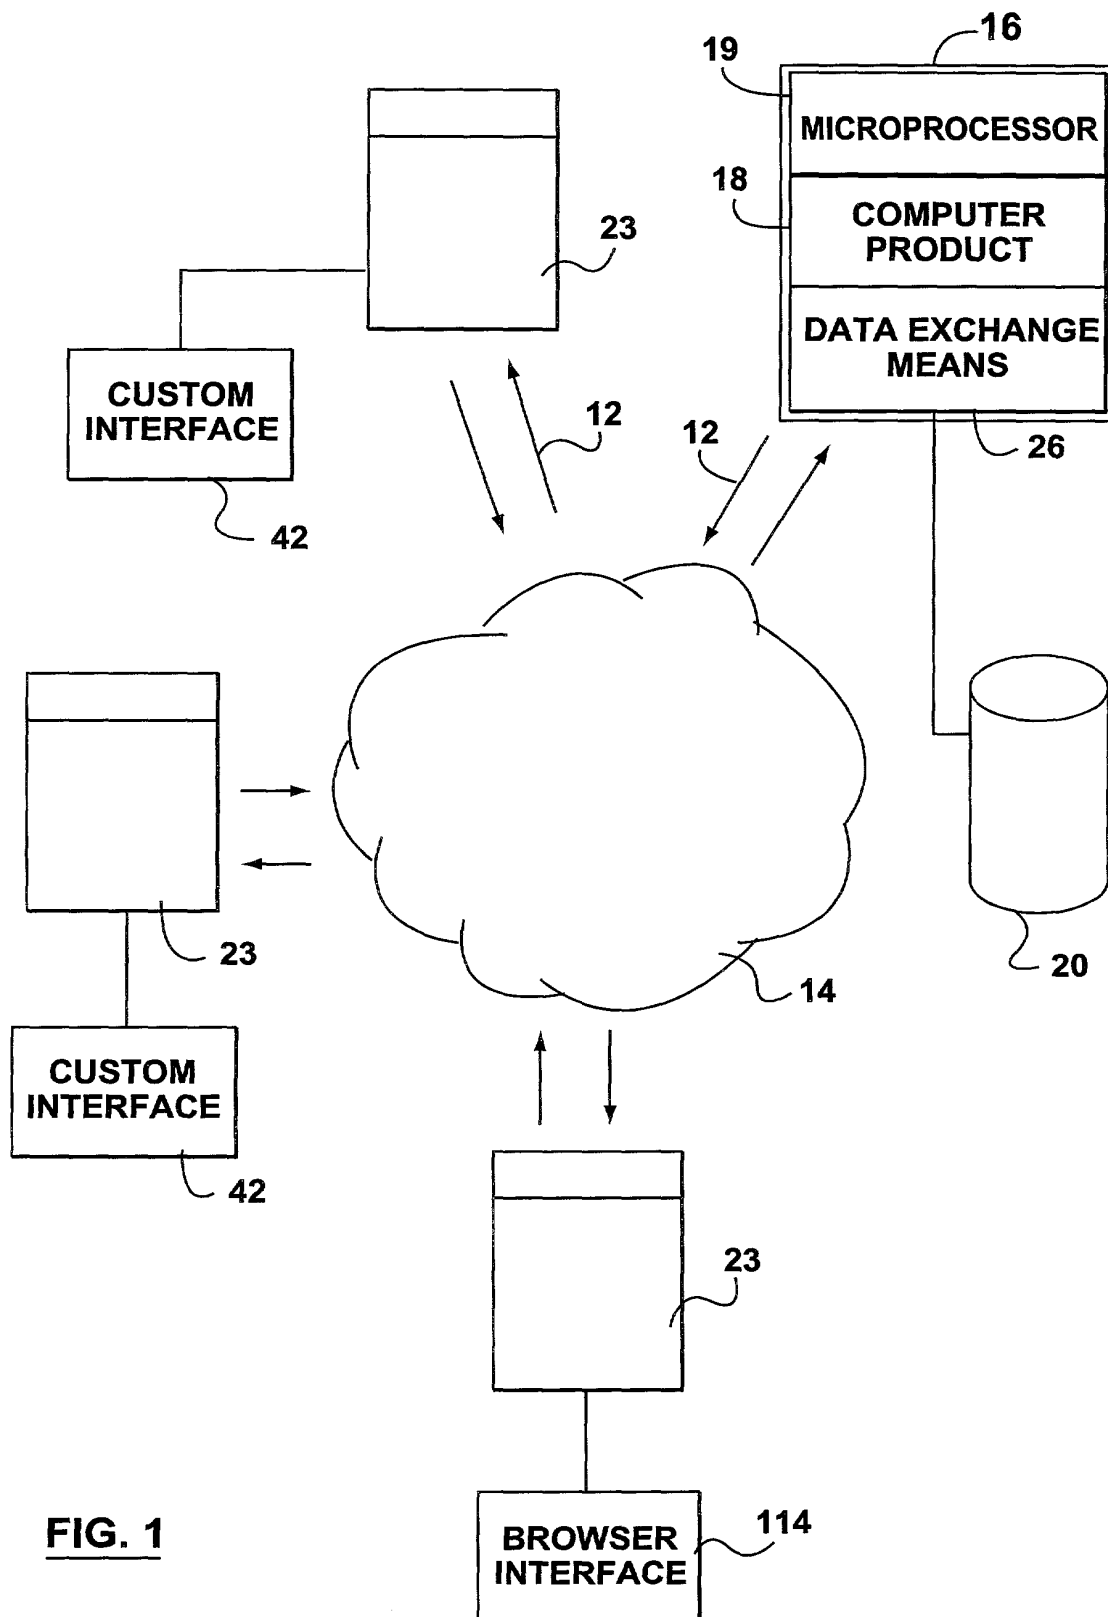 16
19
MICROPROCESSOR
18
COMPUTER
PRODUCT
23
DATA EXCHANGE
MEANS
CUSTOM
INTERFACE
12
12
26
42
23
20
14
CUSTOM
INTERFACE
42
23
FIG. 1
BROWSER
INTERFACE
114